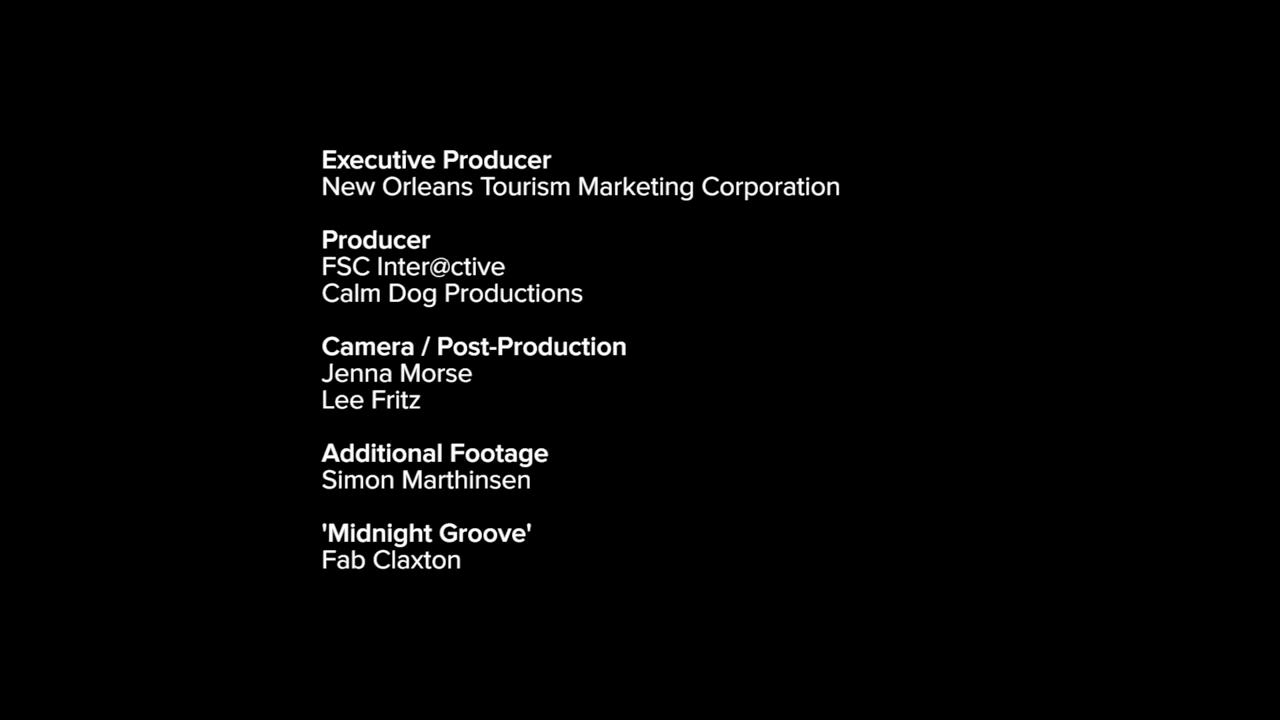 Executive Producer
New Orleans Tourism Marketing Corporation
Producer
FSC Inter@ctive
Calm Dog Productions
Camera / Post-Production
Jenna Morse
Lee Fritz
Additional Footage
Simon Marthinsen
'Midnight Groove'
Fab Claxton